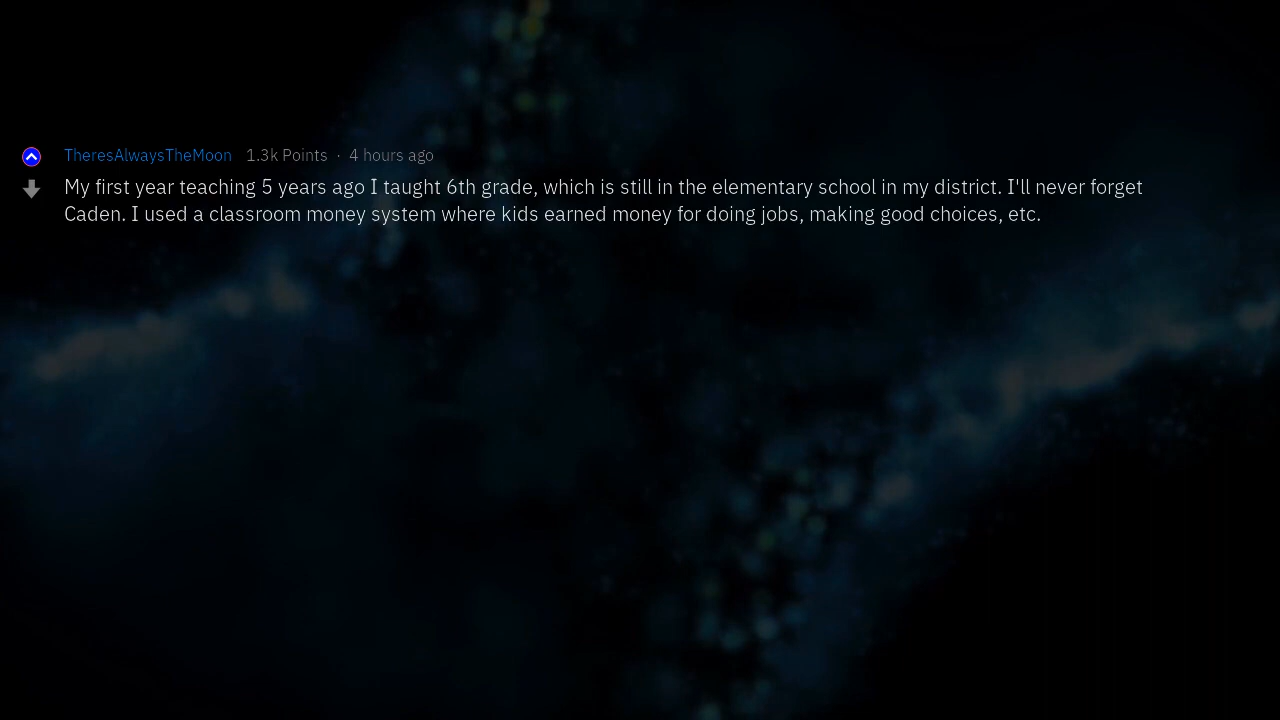 TheresAlwaysTheMoon 1.3k Points · 4 hours ago
My first year teaching 5 years ago I taught 6th grade, which is still in the elementary school in my district. I'll never forget
Caden. I used a classroom money system where kids earned money for doing jobs, making good choices, etc.